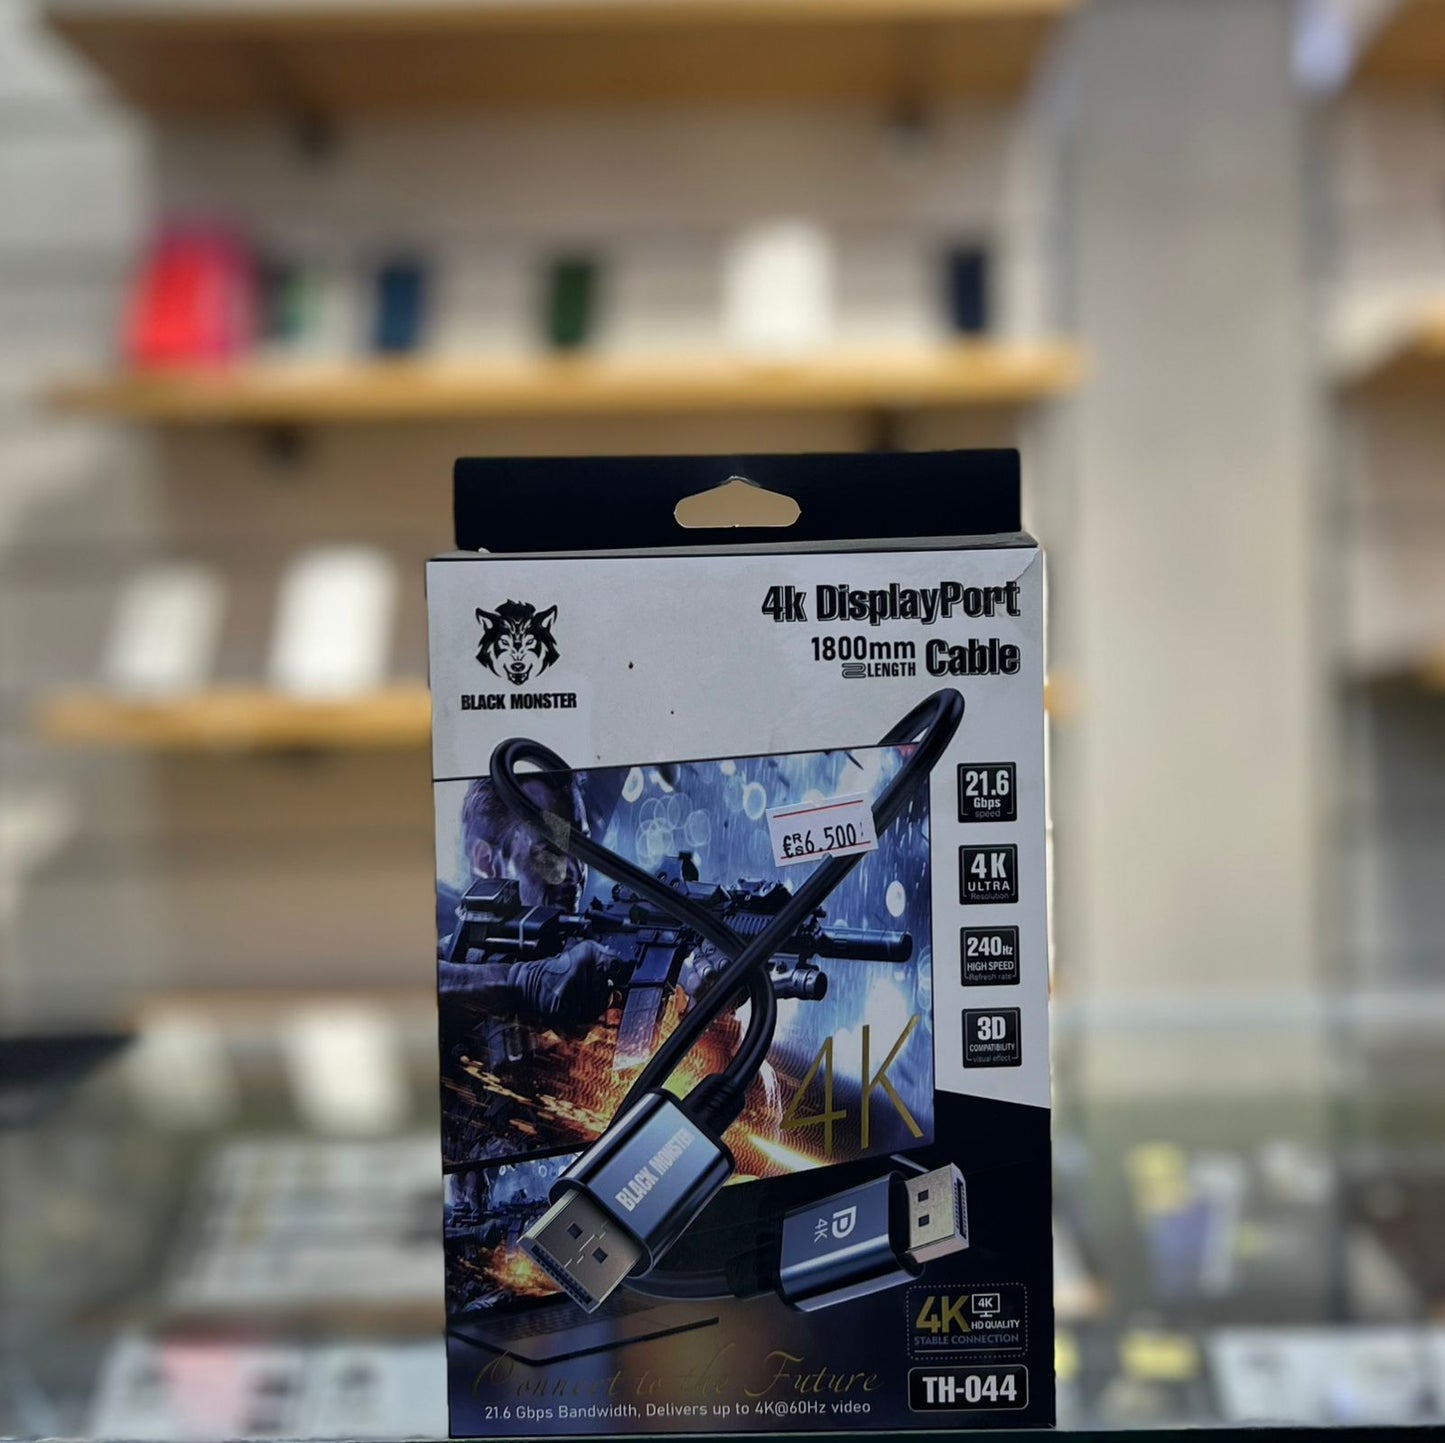 4k DisplayPort
1800mm
LENGTH
Cable
BLACK MONSTER
21.6
Gbps
speed
€Rs6.500
4K
ULTRA
Resolution
240Hz
HIGH SPEED
Refresh rate
3D
COMPATIBILITY
visual effect
4K
BLACK MONSTER
4K
4K
4K
HD QUALITY
STABLE CONNECTION
Connect to the Future
TH-044
21.6 Gbps Bandwidth, Delivers up to 4K@60Hz video